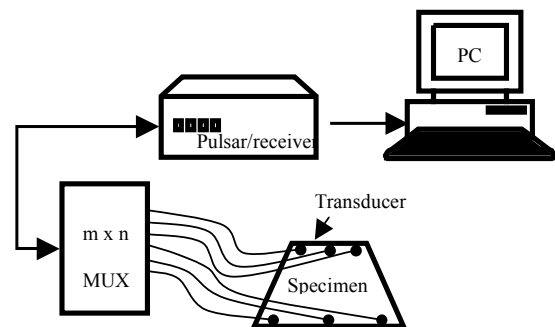 PC
Pulsar/receiver
Transducer
m x n
MUX
Specimen